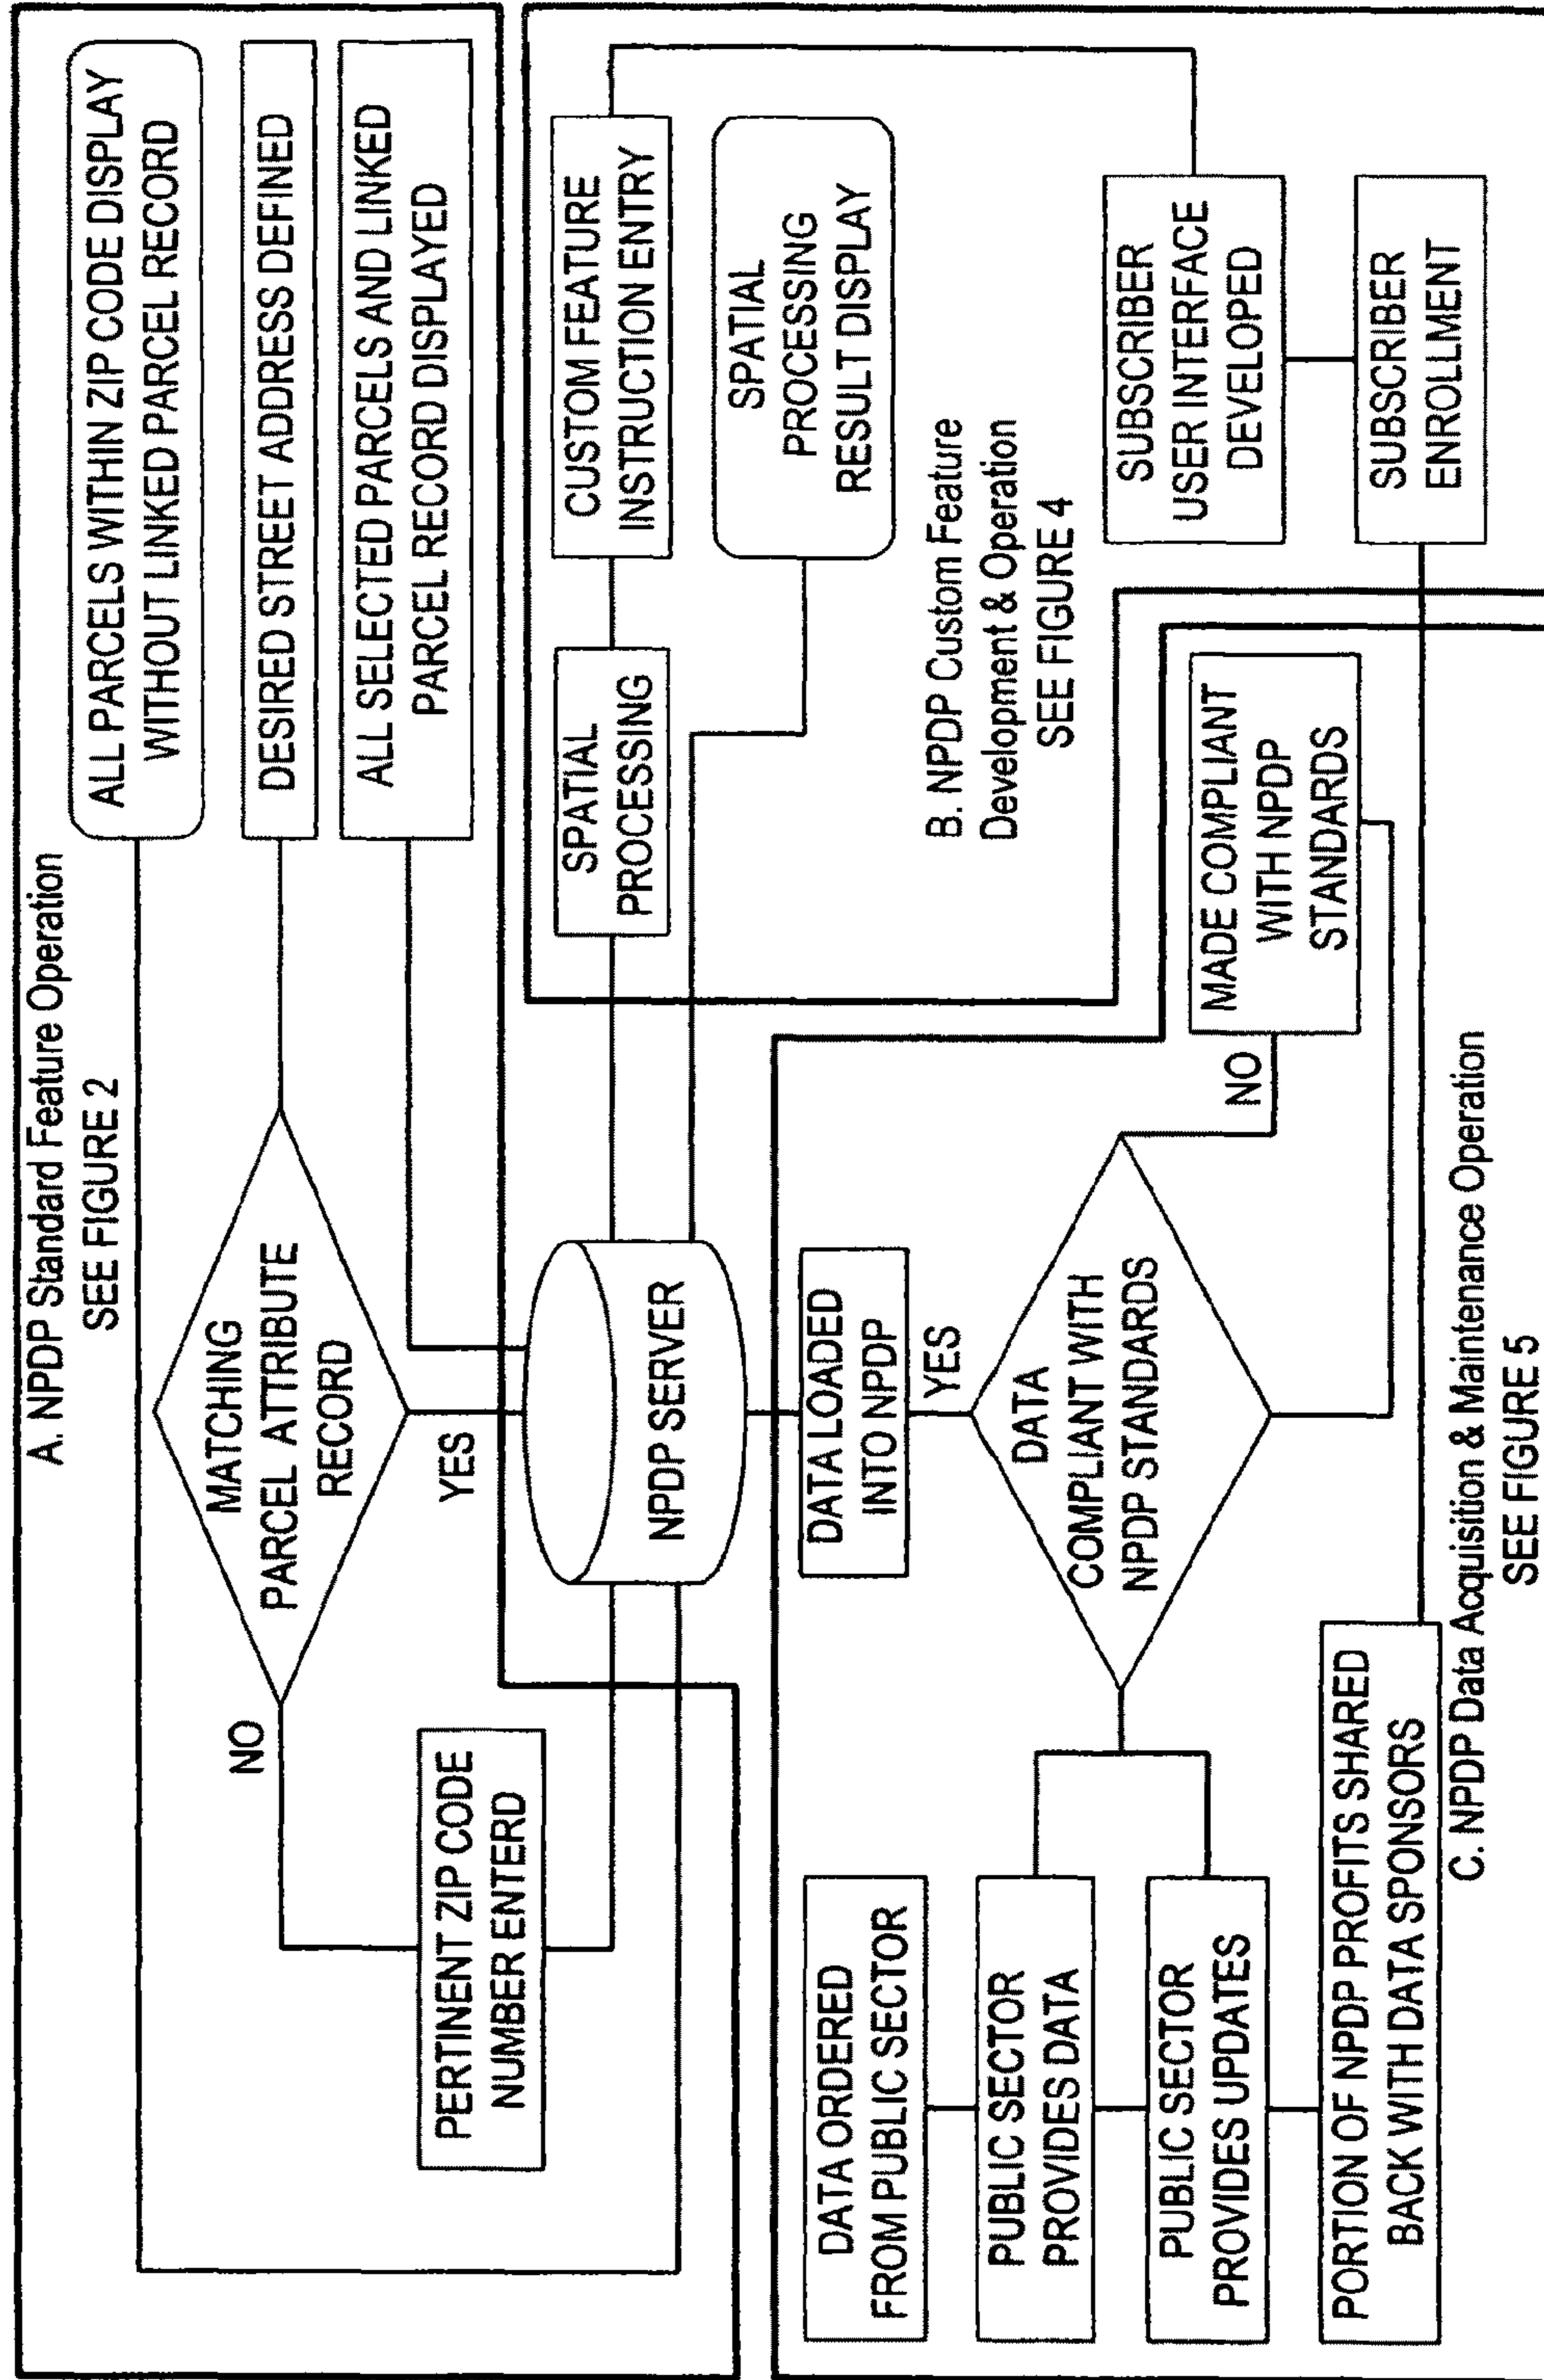 A. NPDP Standard Feature Operation
SEE FIGURE 2
ALL PARCELS WITHIN ZIP CODE DISPLAY
WITHOUT LINKED PARCEL RECORD
DESIRED STREET ADDRESS DEFINED
ALL SELECTED PARCELS AND LINKED
PARCEL RECORD DISPLAYED
MATCHING
PARCEL ATTRIBUTE
RECORD
NO
YES
PERTINENT ZIP CODE
NUMBER ENTERD
NPDP SERVER
SPATIAL
PROCESSING
CUSTOM FEATURE
INSTRUCTION ENTRY
SPATIAL
PROCESSING
RESULT DISPLAY
B. NPDP Custom Feature
Development & Operation
SEE FIGURE 4
SUBSCRIBER
USER INTERFACE
DEVELOPED
SUBSCRIBER
ENROLLMENT
DATA LOADED
INTO NPDP
YES
DATA
COMPLIANT WITH
NPDP STANDARDS
NO
MADE COMPLIANT
WITH NPDP
STANDARDS
DATA ORDERED
FROM PUBLIC SECTOR
PUBLIC SECTOR
PROVIDES DATA
PUBLIC SECTOR
PROVIDES UPDATES
PORTION OF NPDP PROFITS SHARED
BACK WITH DATA SPONSORS
C. NPDP Data Acquisition & Maintenance Operation
SEE FIGURE 5